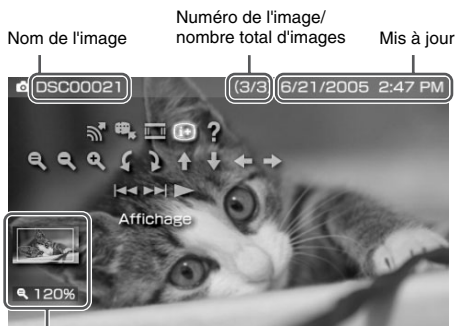 Numéro de l'image/
Nom de l'image nombre total d'images Mis à jour
DSC00021 (3/3 6/21/2005 2:47 PM
Affichage
120%